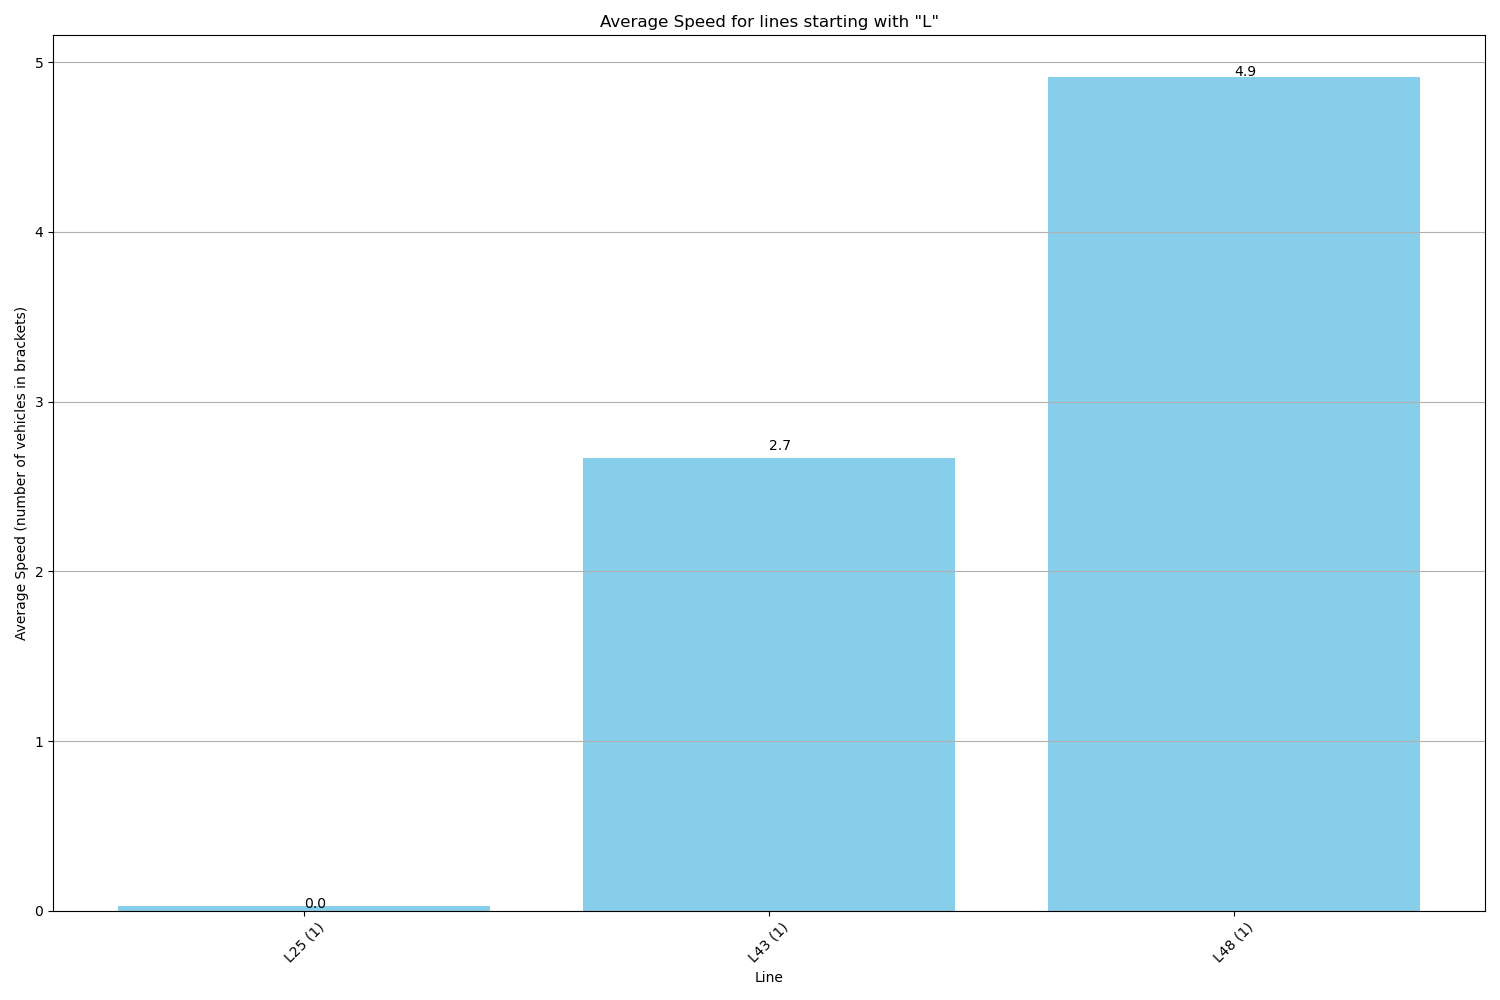 Average Speed for lines starting with "L"
Average Speed (number of vehicles in brackets)
5
4
3
2
1
0
4.9
2.7
0.0
L25 (1)
L43 (1)
L48 (1)
Line